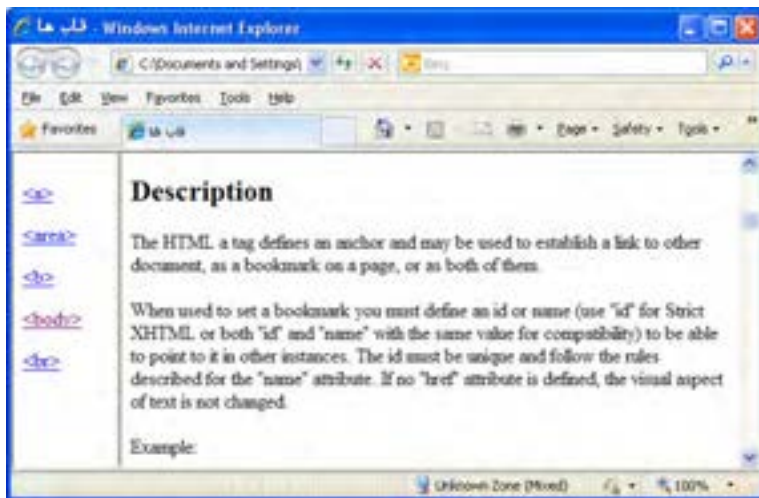 قاب ها - Windows Internet Explorer
C:\Documents and Settings\
Bing
File Edit View Favorites Tools Help
Favorites قاب ها Page Safety Tools
<a>
<area>
<b>
<body>
<br>
Description
The HTML a tag defines an anchor and may be used to establish a link to other
document, as a bookmark on a page, or as both of them.
When used to set a bookmark you must define an id or name (use "id" for Strict
XHTML or both "id" and "name" with the same value for compatibility) to be able
to point to it in other instances. The id must be unique and follow the rules
described for the "name" attribute. If no "href" attribute is defined, the visual aspect
of text is not changed.
Example:
Unknown Zone (Mixed) 100%